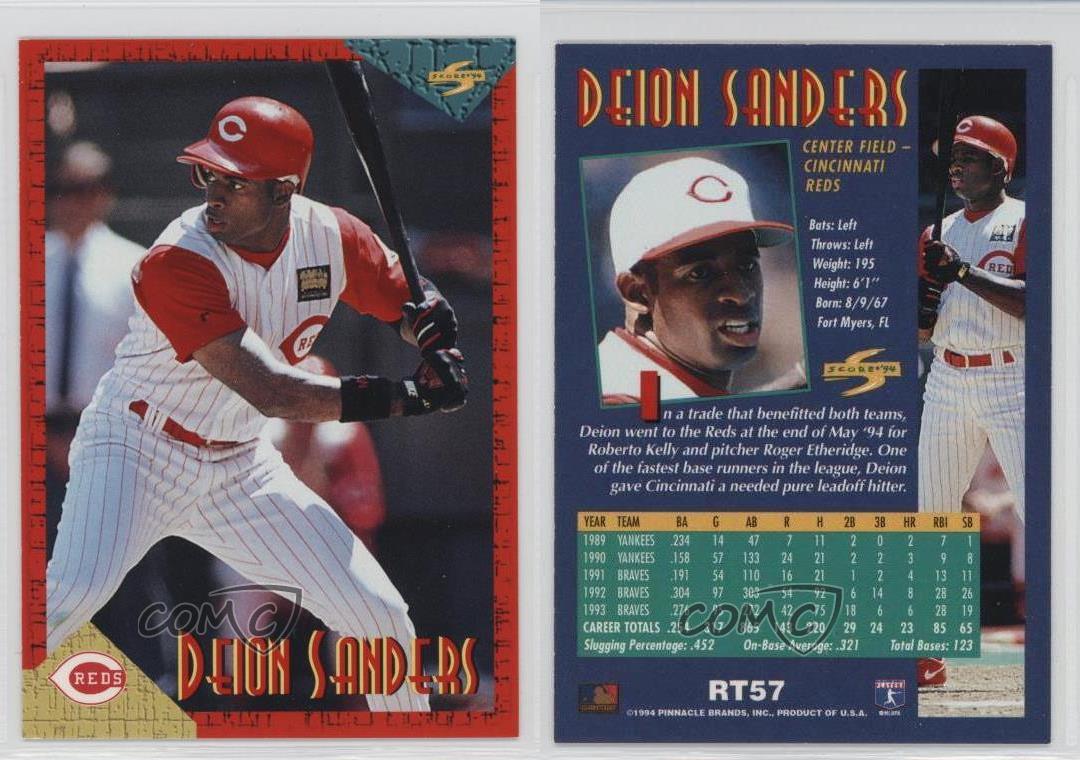 SCORE '94
C
REDS
DEION SANDERS
COMC
DEION SANDERS
CENTER FIELD –
CINCINNATI
REDS
Bats: Left
Throws: Left
Weight: 195
Height: 6'1"
Born: 8/9/67
Fort Myers, FL
SCORE '94
In a trade that benefitted both teams,
Deion went to the Reds at the end of May '94 for
Roberto Kelly and pitcher Roger Etheridge. One
of the fastest base runners in the league, Deion
gave Cincinnati a needed pure leadoff hitter.
YEAR TEAM BA G AB R H 2B 3B HR RBI SB
1989 YANKEES .234 14 47 7 11 2 0 2 7 1
1990 YANKEES .158 57 133 24 21 2 2 3 9 8
1991 BRAVES .191 54 110 16 21 1 2 4 13 11
1992 BRAVES .304 97 303 54 92 6 14 8 28 26
1993 BRAVES 42 75 18 6 6 28 19
CAREER TOTALS 220 29 24 23 85 65
Slugging Percentage: .452 On-Base Average: .321 Total Bases: 123
COMC
RT57
©1994 PINNACLE BRANDS, INC., PRODUCT OF U.S.A.